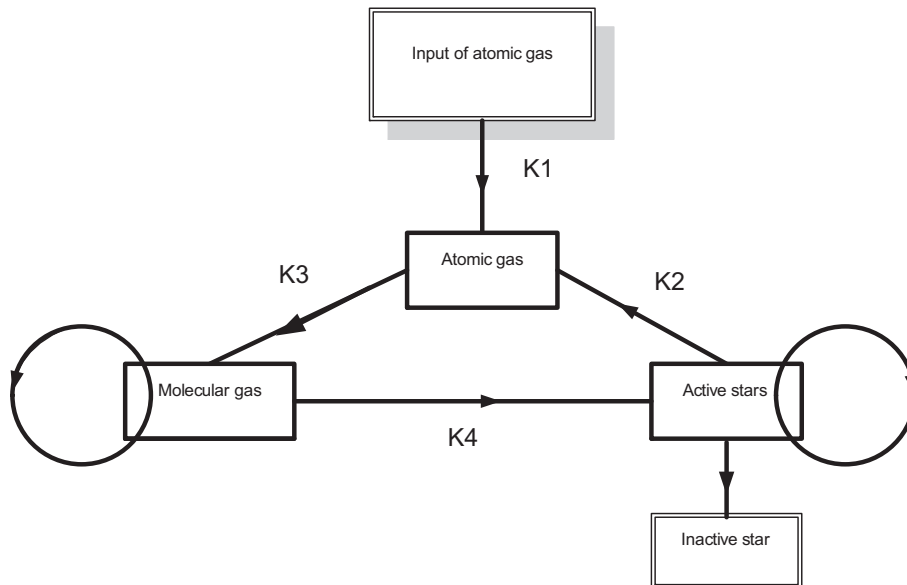 Input of atomic gas
K1
Atomic gas
K3
K2
Molecular gas
Active stars
K4
Inactive star